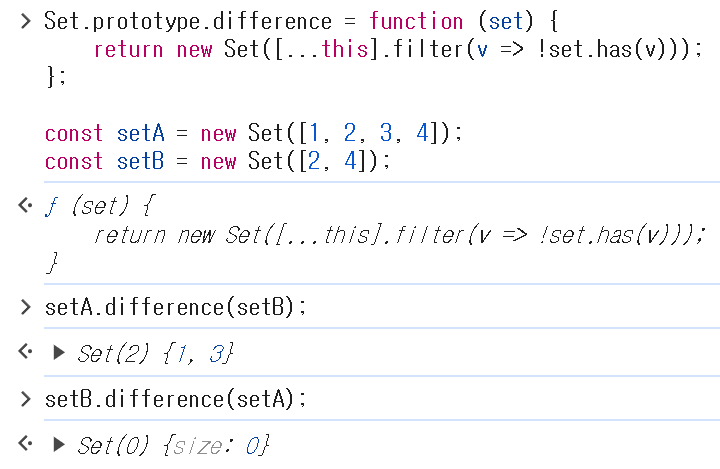 > Set.prototype.difference = function (set) {
return new Set([...this].filter(v => !set.has(v)));
};
const setA = new Set([1, 2, 3, 4]);
const setB = new Set([2, 4]);
ƒ (set) {
return new Set([...this].filter(v => !set.has(v)));
}
> setA.difference(setB);
▶ Set(2) {1, 3}
> setB.difference(setA);
▶ Set(0) {size: 0}